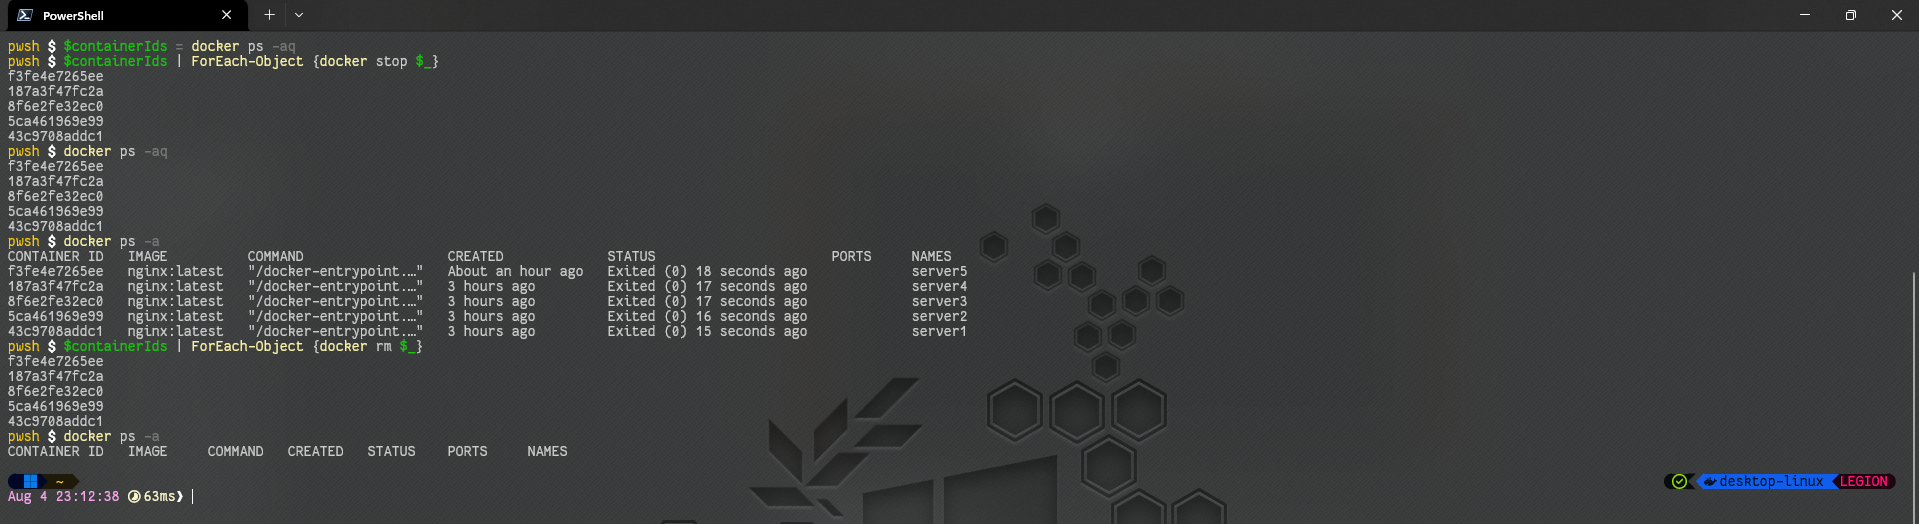 PowerShell
pwsh $ $containerIds = docker ps -aq
pwsh $ $containerIds | ForEach-Object {docker stop $_}
f3fe4e7265ee
187a3f47fc2a
8f6e2fe32ec0
5ca461969e99
43c9708addc1
pwsh $ docker ps -aq
f3fe4e7265ee
187a3f47fc2a
8f6e2fe32ec0
5ca461969e99
43c9708addc1
pwsh $ docker ps -a
CONTAINER ID   IMAGE          COMMAND                  CREATED             STATUS                      PORTS     NAMES
f3fe4e7265ee   nginx:latest   "/docker-entrypoint.…"   About an hour ago   Exited (0) 18 seconds ago             server5
187a3f47fc2a   nginx:latest   "/docker-entrypoint.…"   3 hours ago         Exited (0) 17 seconds ago             server4
8f6e2fe32ec0   nginx:latest   "/docker-entrypoint.…"   3 hours ago         Exited (0) 17 seconds ago             server3
5ca461969e99   nginx:latest   "/docker-entrypoint.…"   3 hours ago         Exited (0) 16 seconds ago             server2
43c9708addc1   nginx:latest   "/docker-entrypoint.…"   3 hours ago         Exited (0) 15 seconds ago             server1
pwsh $ $containerIds | ForEach-Object {docker rm $_}
f3fe4e7265ee
187a3f47fc2a
8f6e2fe32ec0
5ca461969e99
43c9708addc1
pwsh $ docker ps -a
CONTAINER ID   IMAGE     COMMAND   CREATED   STATUS    PORTS     NAMES
~ desktop-linux LEGION
Aug 4 23:12:38 63ms❯